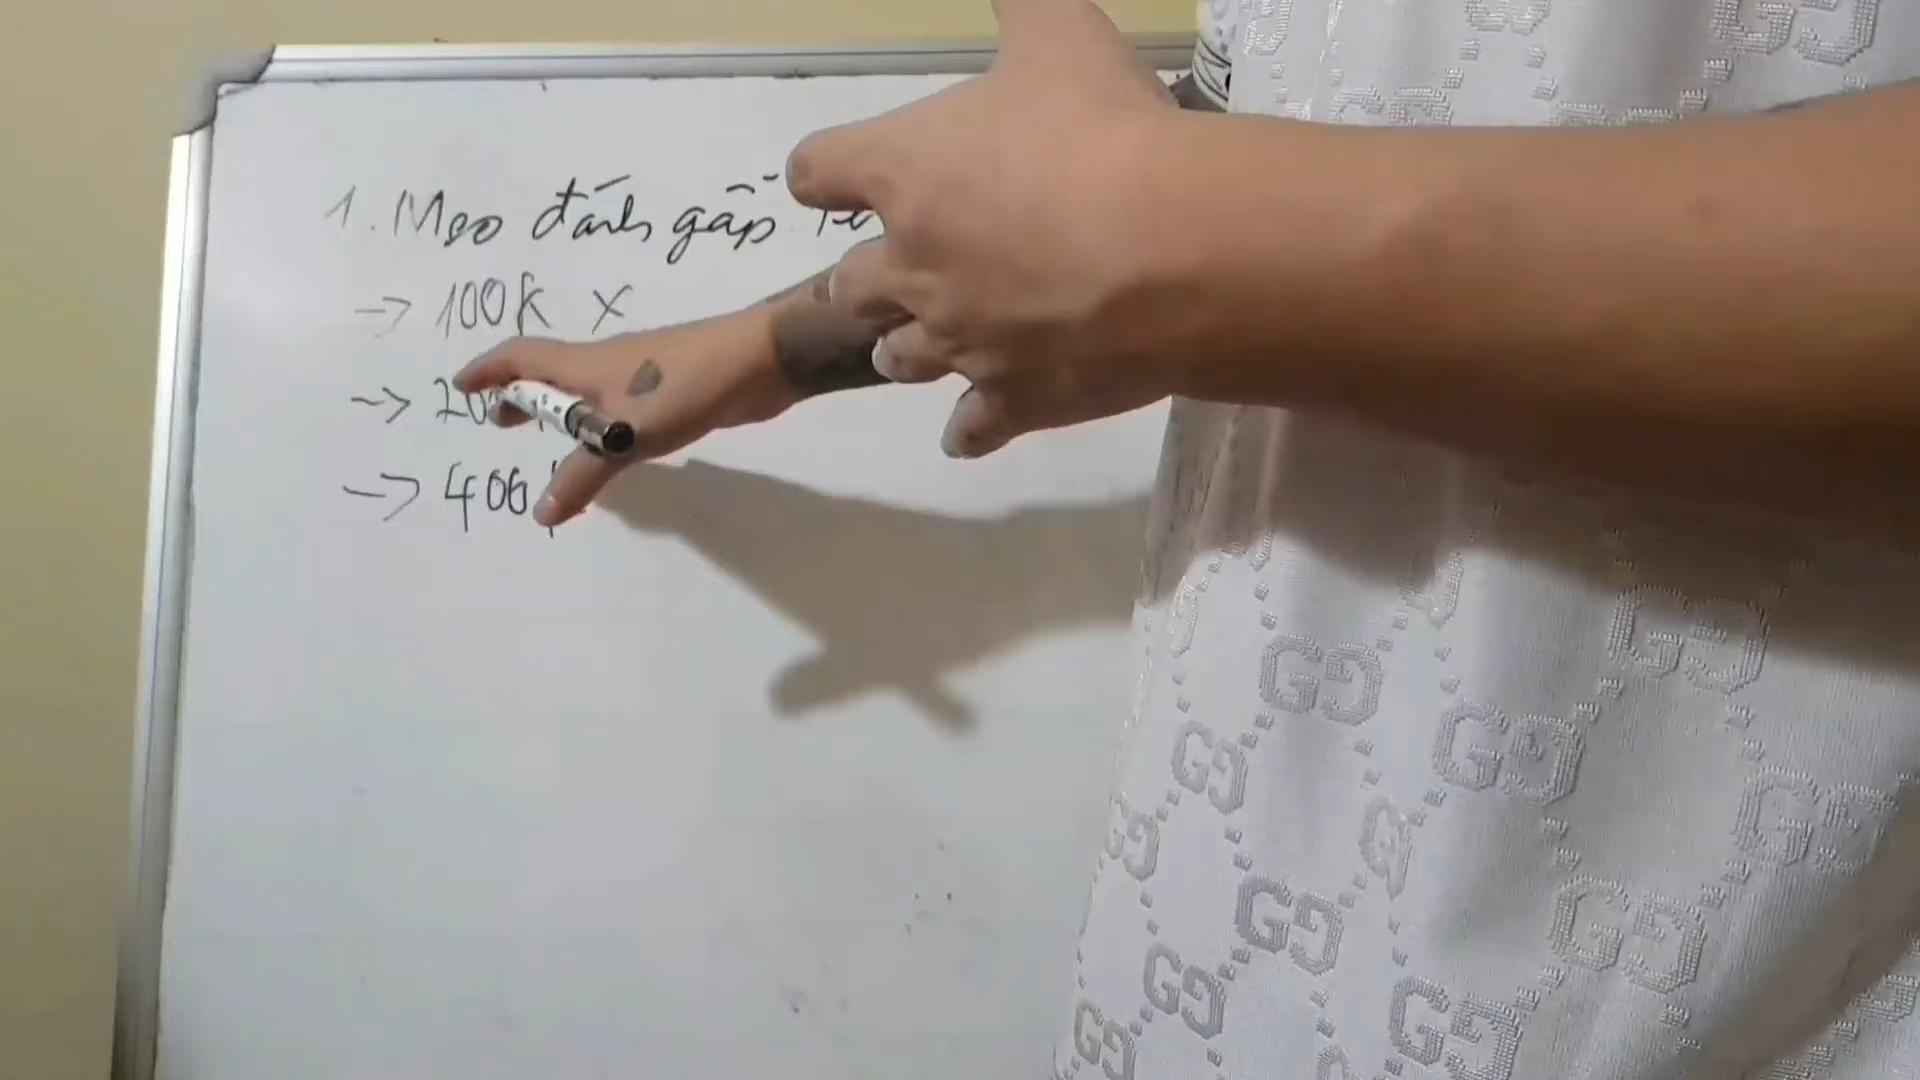 1. Mẹo đánh gấp
-> 100k x
-> 20
-> 400